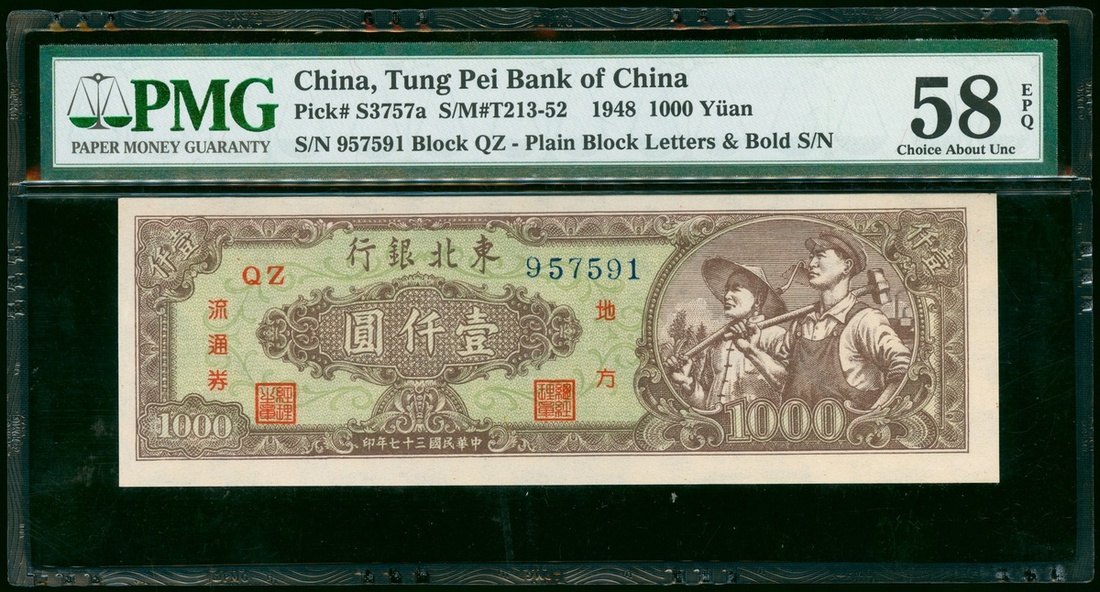 PMG
PAPER MONEY GUARANTY
China, Tung Pei Bank of China
Pick# S3757a S/M#T213-52 1948 1000 Yüan
S/N 957591 Block QZ - Plain Block Letters & Bold S/N
58
EPQ
Choice About Unc
行銀北東
QZ
957591
壹仟
仟壹
圓仟壹
地方
流通券
1000
1000
印年七十三國民華中
PMG